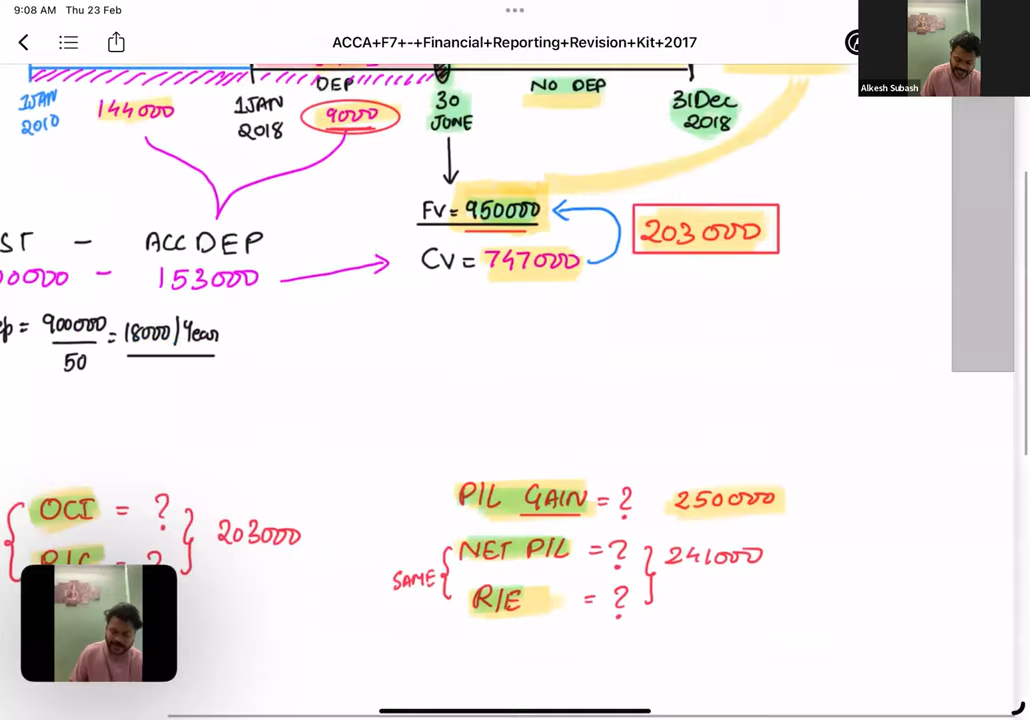 9:08 AM Thu 23 Feb
ACCA+F7+-+Financial+Reporting+Revision+Kit+2017
Alkesh Subash
DEP
NO DEP
1JAN 2010
144000
1JAN 2018
9000
30 JUNE
31Dec 2018
FV = 950000
203000
ST - ACC DEP
CV = 747000
00000 - 153000
p = 900000 / 50 = 18000/Year
OCI = ?
203000
P/L GAIN = ? 250000
SAME
NET P/L = ?
241000
R/E = ?